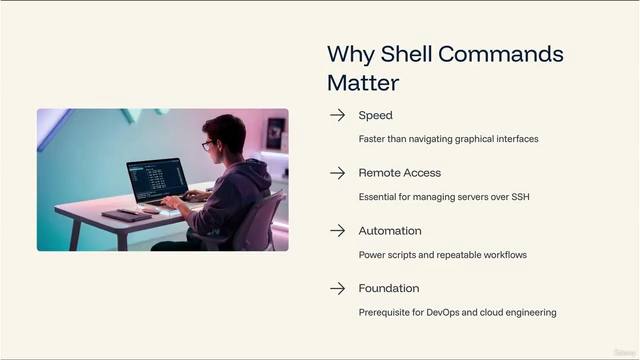 Why Shell Commands
Matter
Speed
Faster than navigating graphical interfaces
Remote Access
Essential for managing servers over SSH
Automation
Power scripts and repeatable workflows
Foundation
Prerequisite for DevOps and cloud engineering